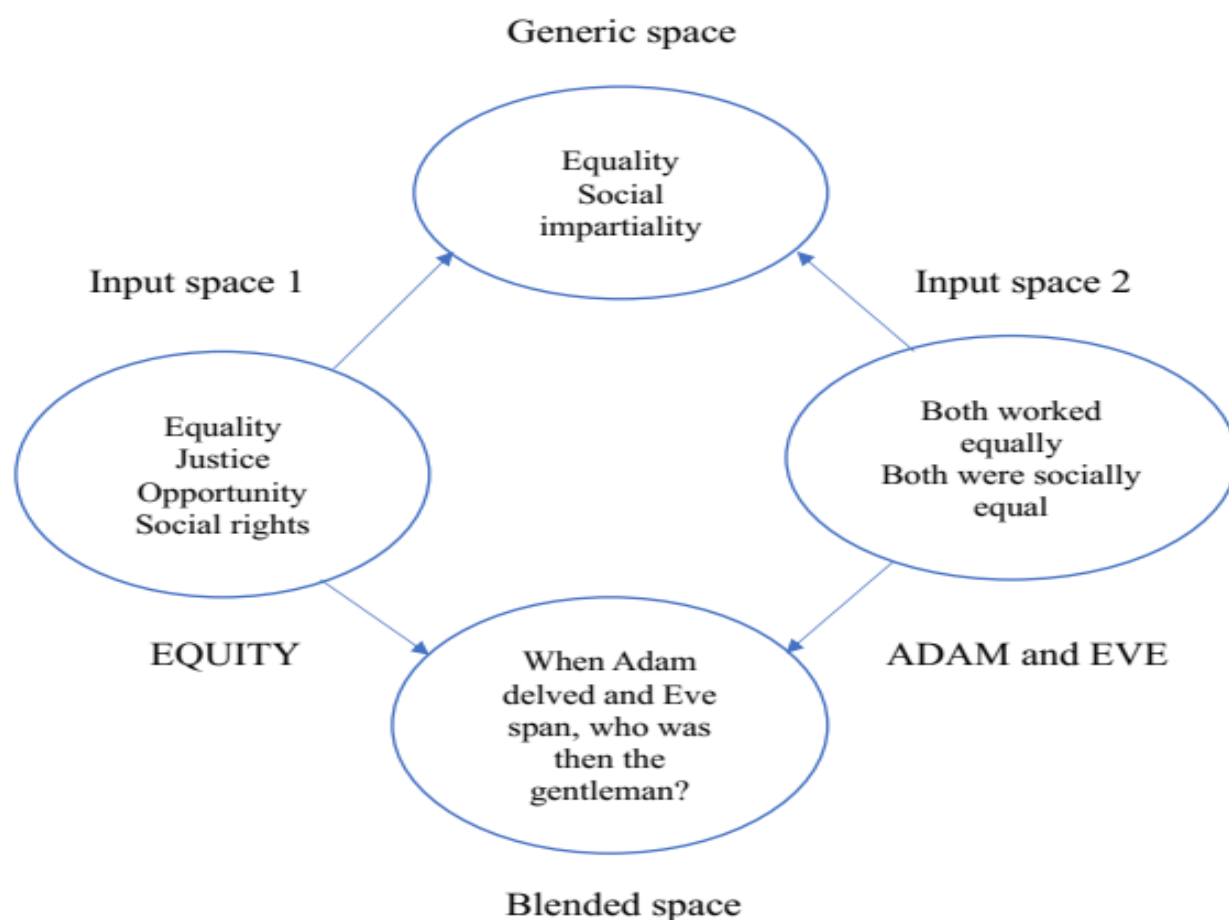 Generic space
Equality
Social
impartiality
Input space 1
Input space 2
Equality
Justice
Opportunity
Social rights
Both worked
equally
Both were socially
equal
EQUITY
ADAM and EVE
When Adam
delved and Eve
span, who was
then the
gentleman?
Blended space